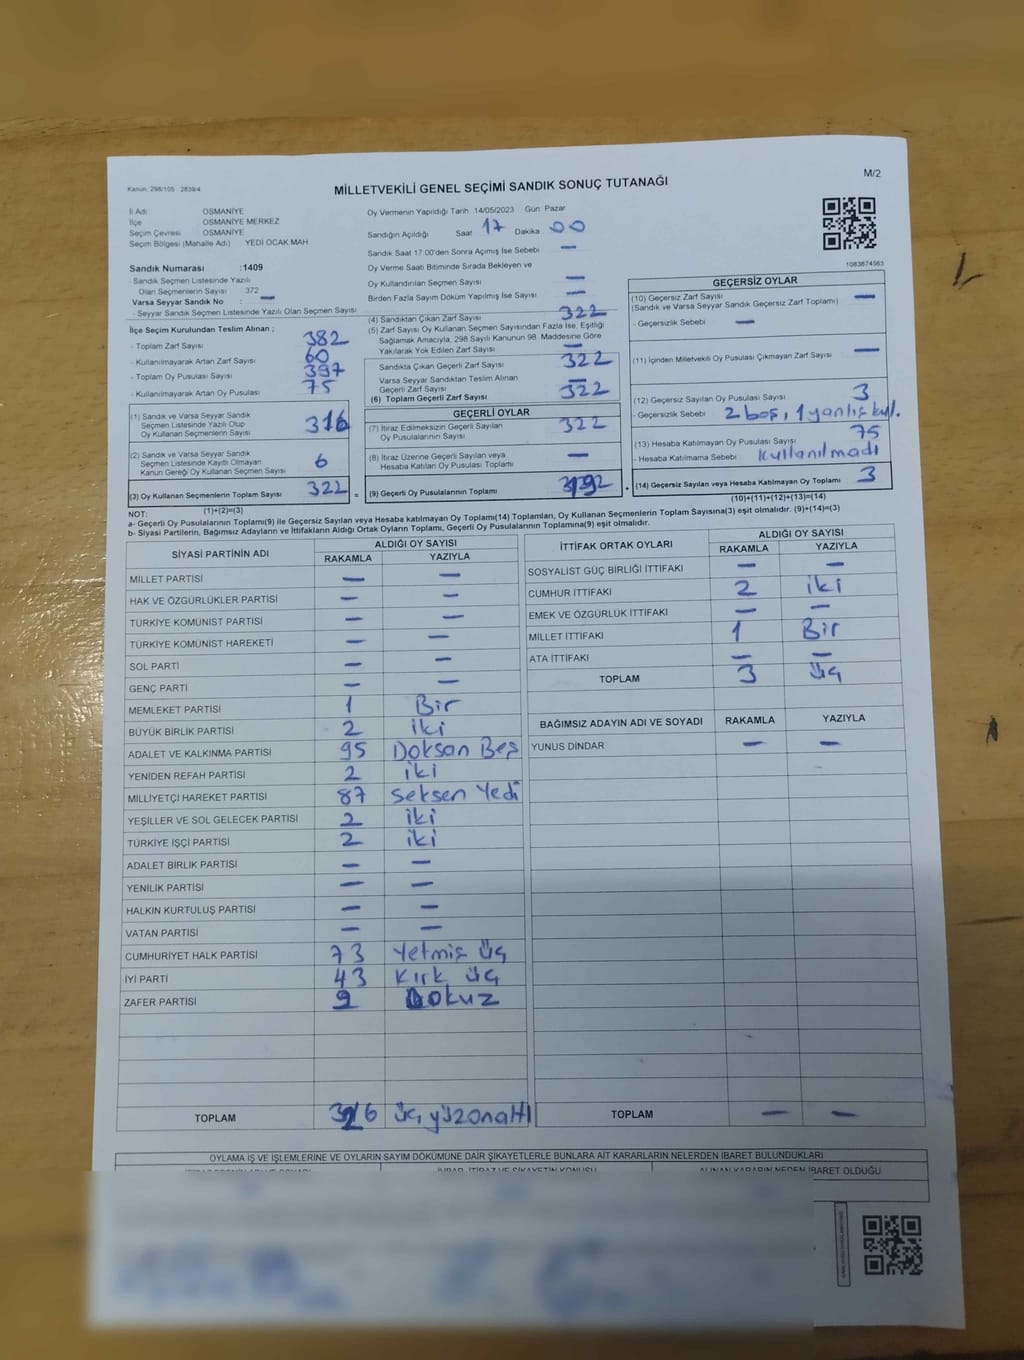 M/2
Kanun: 298/105 . 2839/4
MİLLETVEKİLİ GENEL SEÇİMİ SANDIK SONUÇ TUTANAĞI
İl Adı OSMANİYE
İlçe OSMANİYE MERKEZ
Seçim Çevresi OSMANİYE
Seçim Bölgesi (Mahalle Adı) YEDİ OCAK MAH
Sandık Numarası :1409
- Sandık Seçmen Listesinde Yazılı
Olan Seçmenlerin Sayısı 372
Varsa Seyyar Sandık No : —
- Seyyar Sandık Seçmen Listesinde Yazılı Olan Seçmen Sayısı
İlçe Seçim Kurulundan Teslim Alınan ;
- Toplam Zarf Sayısı 382
- Kullanılmayarak Artan Zarf Sayısı 60
- Toplam Oy Pusulası Sayısı 397
- Kullanılmayarak Artan Oy Pusulası 75
(1) Sandık ve Varsa Seyyar Sandık
Seçmen Listesinde Yazılı Olup
Oy Kullanan Seçmenlerin Sayısı 316
(2) Sandık ve Varsa Seyyar Sandık
Seçmen Listesinde Kayıtlı Olmayan
Kanun Gereği Oy Kullanan Seçmen Sayısı 6
(3) Oy Kullanan Seçmenlerin Toplam Sayısı 322 =
(1)+(2)=(3)
Oy Vermenin Yapıldığı Tarih :14/05/2023 Gün: Pazar
Sandığın Açıldığı Saat 17 Dakika 00
Sandık Saat 17:00'den Sonra Açımış İse Sebebi —
Oy Verme Saati Bitiminde Sırada Bekleyen ve
Oy Kullandırılan Seçmen Sayısı —
Birden Fazla Sayım Döküm Yapılmış İse Sayısı —
(4) Sandıktan Çıkan Zarf Sayısı 322
(5) Zarf Sayısı Oy Kullanan Seçmen Sayısından Fazla İse, Eşitliği
Sağlamak Amacıyla, 298 Sayılı Kanunun 98. Maddesine Göre
Yakılarak Yok Edilen Zarf Sayısı —
Sandıkta Çıkan Geçerli Zarf Sayısı 322
Varsa Seyyar Sandıktan Teslim Alınan
Geçerli Zarf Sayısı —
(6) Toplam Geçerli Zarf Sayısı 322
GEÇERLİ OYLAR
(7) İtiraz Edilmeksizin Geçerli Sayılan
Oy Pusulalarının Sayısı 322
(8) İtiraz Üzerine Geçerli Sayılan veya
Hesaba Katılan Oy Pusulası Toplamı —
(9) Geçerli Oy Pusulalarının Toplamı +
1083674563
GEÇERSİZ OYLAR
(10) Geçersiz Zarf Sayısı —
(Sandık ve Varsa Seyyar Sandık Geçersiz Zarf Toplamı)
- Geçersizlik Sebebi —
(11) İçinden Milletvekili Oy Pusulası Çıkmayan Zarf Sayısı —
(12) Geçersiz Sayılan Oy Pusulası Sayısı 3
- Geçersizlik Sebebi 2 boş, 1 yanlış kul.
(13) Hesaba Katılmayan Oy Pusulası Sayısı 75
- Hesaba Katılmama Sebebi kullanılmadı
(14) Geçersiz Sayılan veya Hesaba Katılmayan Oy Toplamı 3
(10)+(11)+(12)+(13)=(14)
NOT:
a- Geçerli Oy Pusulalarının Toplamı(9) ile Geçersiz Sayılan veya Hesaba katılmayan Oy Toplamı(14) Toplamları, Oy Kullanan Seçmenlerin Toplam Sayısına(3) eşit olmalıdır. (9)+(14)=(3)
b- Siyasi Partilerin, Bağımsız Adayların ve İttifakların Aldığı Ortak Oyların Toplamı, Geçerli Oy Pusulalarının Toplamına(9) eşit olmalıdır.
SİYASİ PARTİNİN ADI ALDIĞI OY SAYISI
RAKAMLA YAZIYLA
MİLLET PARTİSİ — —
HAK VE ÖZGÜRLÜKLER PARTİSİ — —
TÜRKİYE KOMÜNİST PARTİSİ — —
TÜRKİYE KOMÜNİST HAREKETİ — —
SOL PARTİ — —
GENÇ PARTİ — —
MEMLEKET PARTİSİ 1 Bir
BÜYÜK BİRLİK PARTİSİ 2 iki
ADALET VE KALKINMA PARTİSİ 95 Doksan Beş
YENİDEN REFAH PARTİSİ 2 iki
MİLLİYETÇİ HAREKET PARTİSİ 87 Seksen Yedi
YEŞİLLER VE SOL GELECEK PARTİSİ 2 iki
TÜRKİYE İŞÇİ PARTİSİ 2 iki
ADALET BİRLİK PARTİSİ — —
YENİLİK PARTİSİ — —
HALKIN KURTULUŞ PARTİSİ — —
VATAN PARTİSİ — —
CUMHURİYET HALK PARTİSİ 73 Yetmiş üç
İYİ PARTİ 43 Kırk üç
ZAFER PARTİSİ 9 Dokuz
TOPLAM 316 üç yüz onaltı
İTTİFAK ORTAK OYLARI ALDIĞI OY SAYISI
RAKAMLA YAZIYLA
SOSYALİST GÜÇ BİRLİĞİ İTTİFAKI — —
CUMHUR İTTİFAKI 2 iki
EMEK VE ÖZGÜRLÜK İTTİFAKI — —
MİLLET İTTİFAKI 1 Bir
ATA İTTİFAKI — —
TOPLAM 3 üç
BAĞIMSIZ ADAYIN ADI VE SOYADI RAKAMLA YAZIYLA
YUNUS DİNDAR — —
TOPLAM — —
OYLAMA İŞ VE İŞLEMLERİNE VE OYLARIN SAYIM DÖKÜMÜNE DAİR ŞİKAYETLERLE BUNLARA AİT KARARLARIN NELERDEN İBARET BULUNDUKLARI
ALINAN KARARIN NEDEN İBARET OLDUĞU